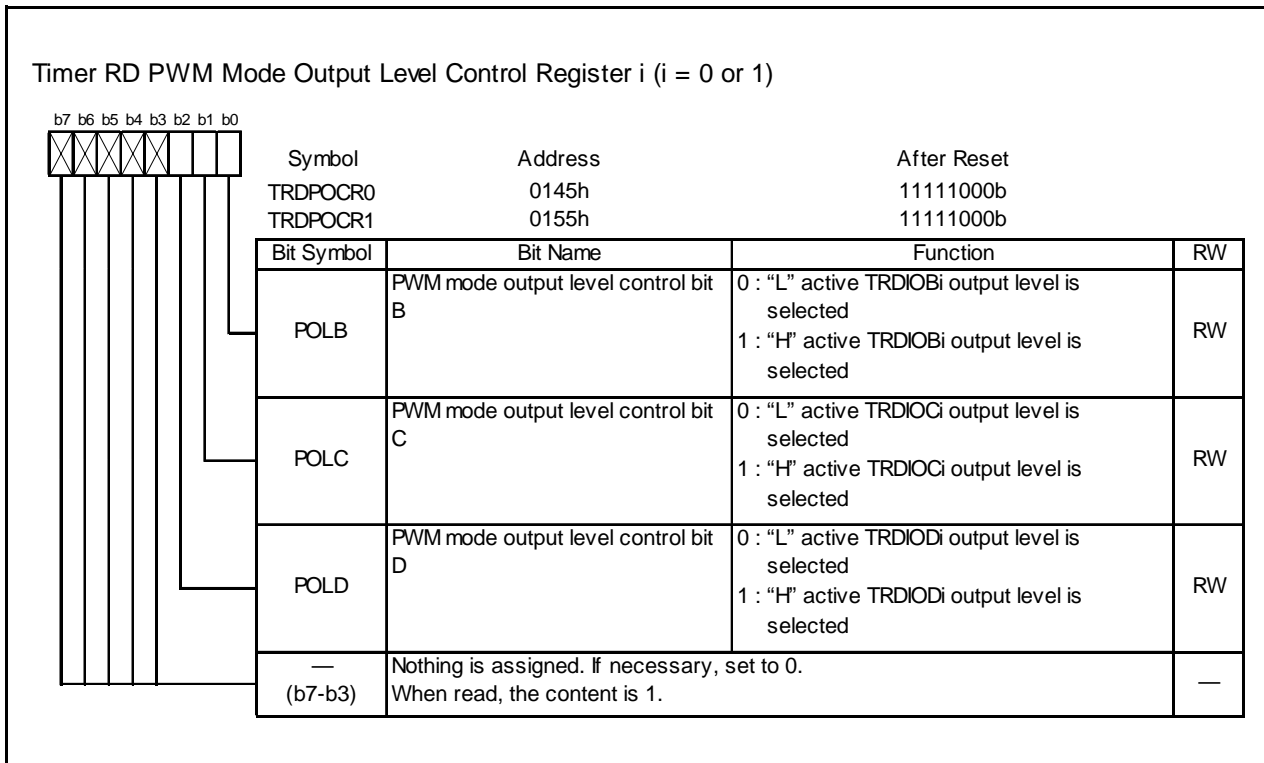 Timer RD PWM Mode Output Level Control Register i (i = 0 or 1)
b7 b6 b5 b4 b3 b2 b1 b0
Symbol Address After Reset
TRDPOCR0 0145h 11111000b
TRDPOCR1 0155h 11111000b
Bit Symbol Bit Name Function RW
POLB
PWM mode output level control bit
B
0 : “L” active TRDIOBi output level is
selected
1 : “H” active TRDIOBi output level is
selected
RW
POLC
PWM mode output level control bit
C
0 : “L” active TRDIOCi output level is
selected
1 : “H” active TRDIOCi output level is
selected
RW
POLD
PWM mode output level control bit
D
0 : “L” active TRDIODi output level is
selected
1 : “H” active TRDIODi output level is
selected
RW
—
(b7-b3)
Nothing is assigned. If necessary, set to 0.
When read, the content is 1.
—